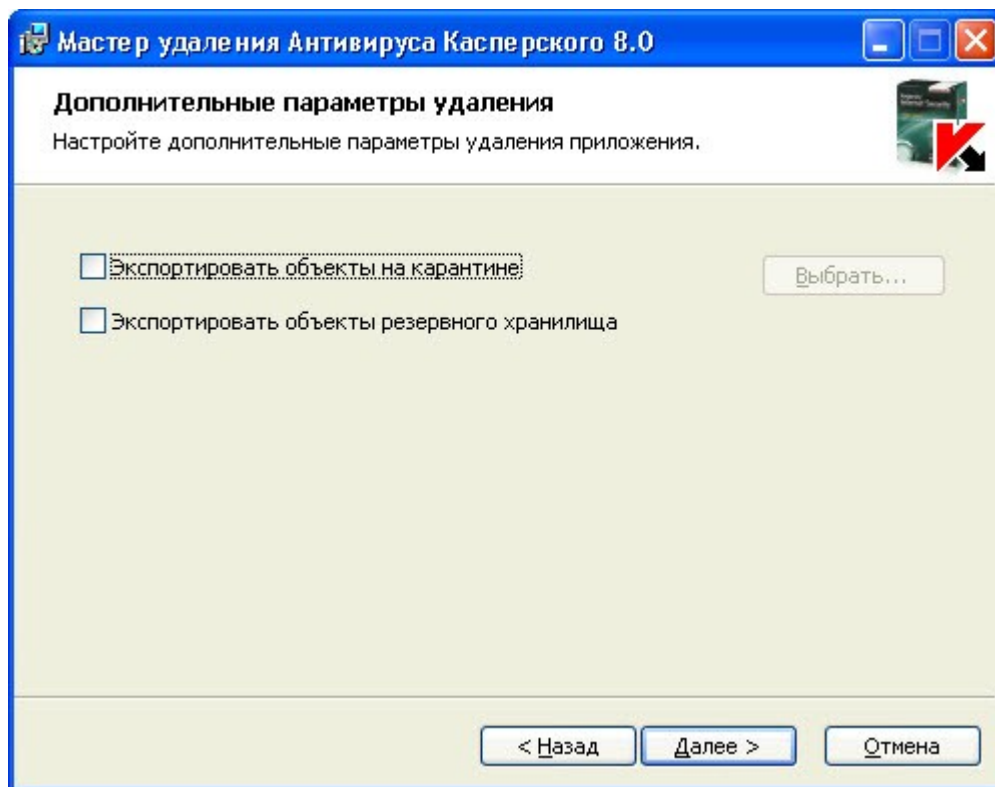 Мастер удаления Антивируса Касперского 8.0
Дополнительные параметры удаления
Настройте дополнительные параметры удаления приложения.
Экспортировать объекты на карантине
Выбрать...
Экспортировать объекты резервного хранилища
< Назад
Далее >
Отмена